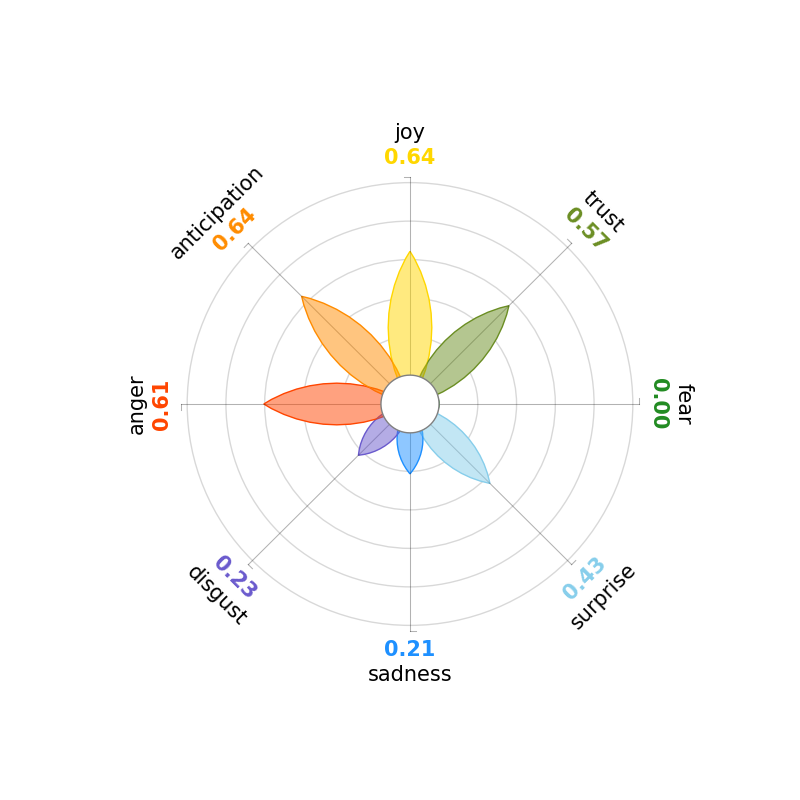 joy
0.64
trust
0.57
fear
0.00
surprise
0.43
0.21
sadness
disgust
0.23
anger
0.61
anticipation
0.64